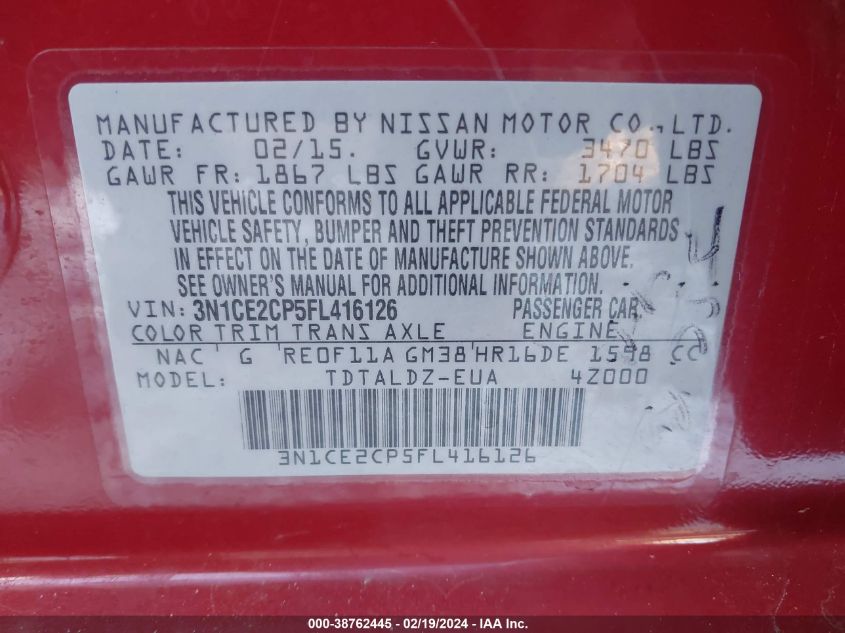 MANUFACTURED BY NISSAN MOTOR CO., LTD.
DATE: 02/15. GVWR: 3470 LBS
GAWR FR: 1867 LBS GAWR RR: 1704 LBS
THIS VEHICLE CONFORMS TO ALL APPLICABLE FEDERAL MOTOR
VEHICLE SAFETY, BUMPER AND THEFT PREVENTION STANDARDS
IN EFFECT ON THE DATE OF MANUFACTURE SHOWN ABOVE.
SEE OWNER'S MANUAL FOR ADDITIONAL INFORMATION.
VIN: 3N1CE2CP5FL416126 PASSENGER CAR
COLOR TRIM TRANS AXLE ENGINE
NAC G RE0F11A GM38 HR16DE 1598 CC
MODEL: TDTALDZ-EUA 4Z000
3N1CE2CP5FL416126
000-38762445 - 02/19/2024 - IAAI Inc.